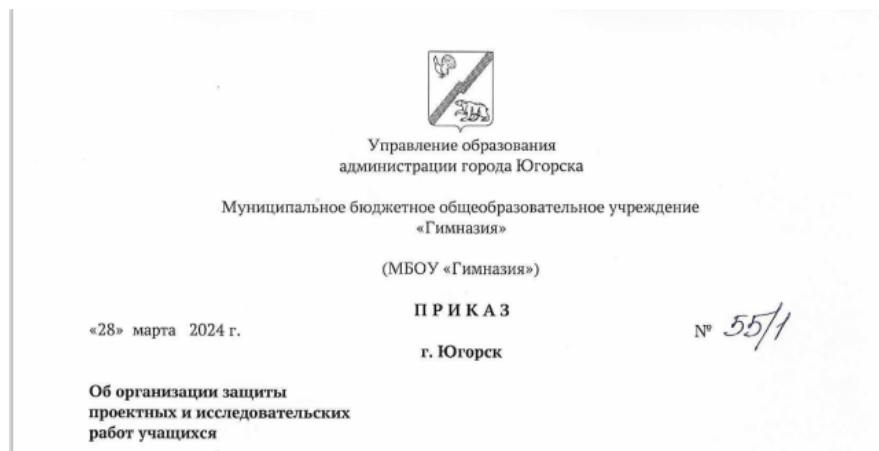 Управление образования
администрации города Югорска
Муниципальное бюджетное общеобразовательное учреждение
«Гимназия»
(МБОУ «Гимназия»)
П Р И К А З
«28» марта 2024 г.
№ 55/1
г. Югорск
Об организации защиты
проектных и исследовательских
работ учащихся